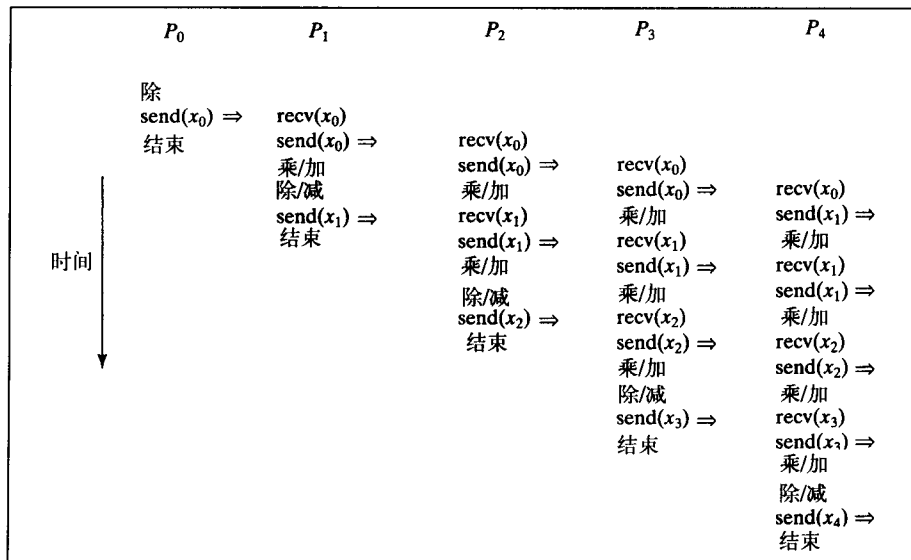 P₀ P₁ P₂ P₃ P₄
除
send(x₀) ⇒ recv(x₀)
结束 send(x₀) ⇒ recv(x₀)
乘/加 send(x₀) ⇒ recv(x₀)
除/减 乘/加 send(x₀) ⇒ recv(x₀)
send(x₁) ⇒ recv(x₁) 乘/加 send(x₁) ⇒
结束 send(x₁) ⇒ recv(x₁) 乘/加
时间 乘/加 send(x₁) ⇒ recv(x₁)
除/减 乘/加 send(x₁) ⇒
send(x₂) ⇒ recv(x₂) 乘/加
结束 send(x₂) ⇒ recv(x₂)
乘/加 send(x₂) ⇒
除/减 乘/加
send(x₃) ⇒ recv(x₃)
结束 send(x₃) ⇒
乘/加
除/减
send(x₄) ⇒
结束